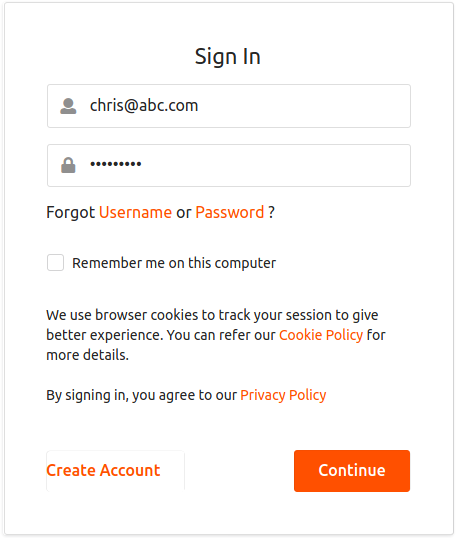 Sign In
chris@abc.com
•••••••••
Forgot Username or Password ?
Remember me on this computer
We use browser cookies to track your session to give
better experience. You can refer our Cookie Policy for
more details.
By signing in, you agree to our Privacy Policy
Create Account
Continue